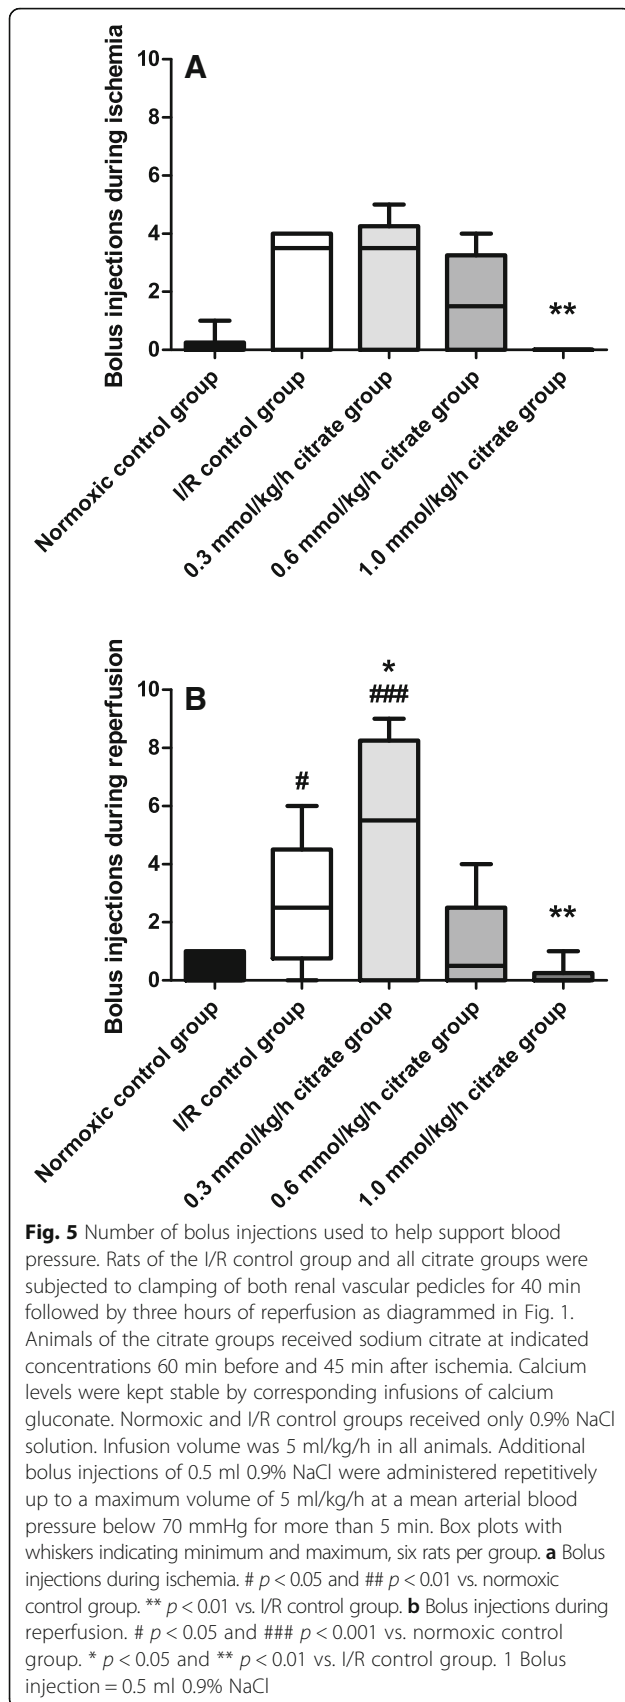 A
Bolus injections during ischemia
10
8
6
4
2
0
**
Normoxic control group
I/R control group
0.3 mmol/kg/h citrate group
0.6 mmol/kg/h citrate group
1.0 mmol/kg/h citrate group
B
Bolus injections during reperfusion
10
8
6
4
2
0
#
*
###
**
Normoxic control group
I/R control group
0.3 mmol/kg/h citrate group
0.6 mmol/kg/h citrate group
1.0 mmol/kg/h citrate group
Fig. 5 Number of bolus injections used to help support blood
pressure. Rats of the I/R control group and all citrate groups were
subjected to clamping of both renal vascular pedicles for 40 min
followed by three hours of reperfusion as diagrammed in Fig. 1.
Animals of the citrate groups received sodium citrate at indicated
concentrations 60 min before and 45 min after ischemia. Calcium
levels were kept stable by corresponding infusions of calcium
gluconate. Normoxic and I/R control groups received only 0.9% NaCl
solution. Infusion volume was 5 ml/kg/h in all animals. Additional
bolus injections of 0.5 ml 0.9% NaCl were administered repetitively
up to a maximum volume of 5 ml/kg/h at a mean arterial blood
pressure below 70 mmHg for more than 5 min. Box plots with
whiskers indicating minimum and maximum, six rats per group. a Bolus
injections during ischemia. # p < 0.05 and ## p < 0.01 vs. normoxic
control group. ** p < 0.01 vs. I/R control group. b Bolus injections during
reperfusion. # p < 0.05 and ### p < 0.001 vs. normoxic control
group. * p < 0.05 and ** p < 0.01 vs. I/R control group. 1 Bolus
injection = 0.5 ml 0.9% NaCl